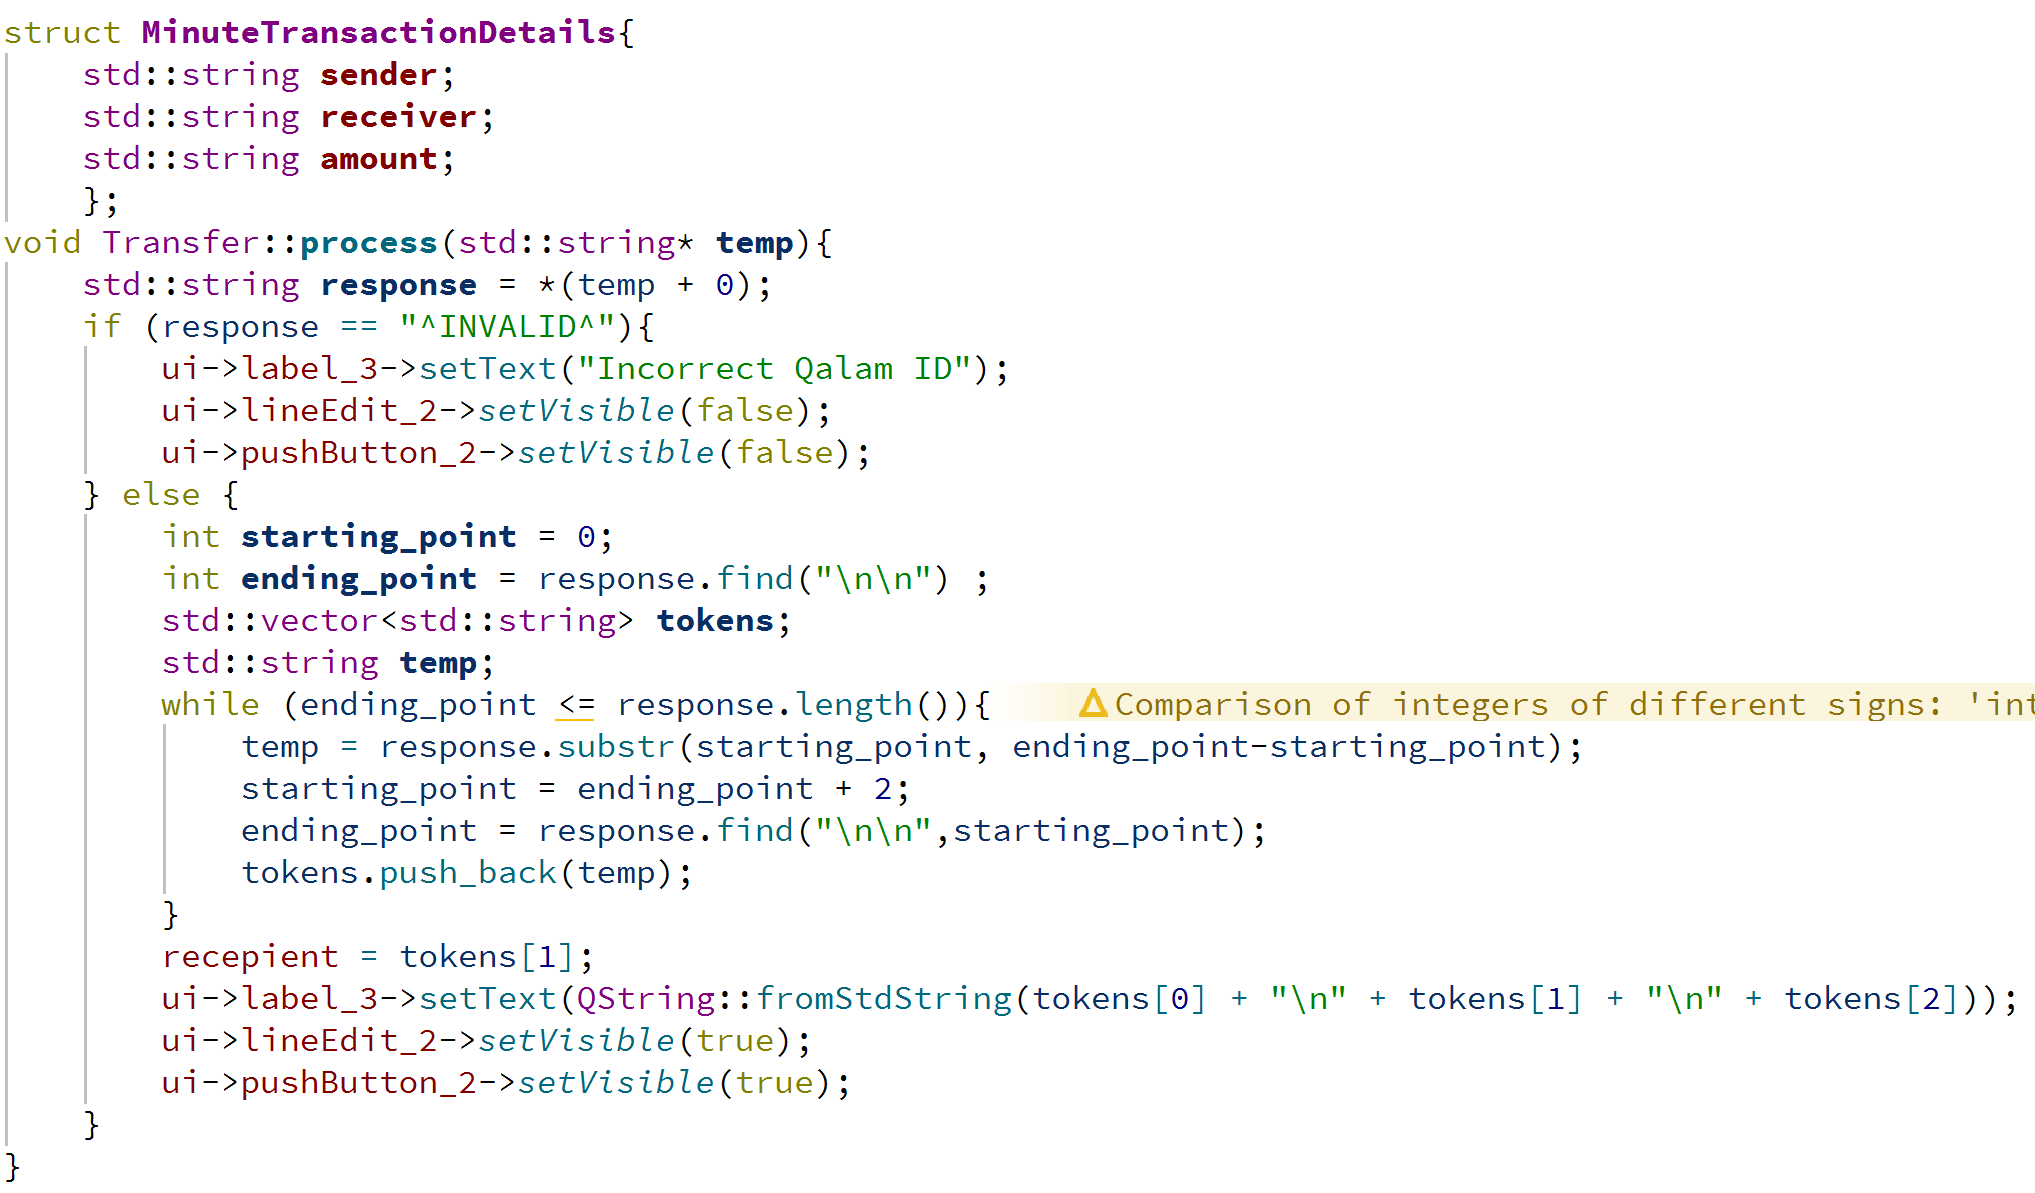 struct MinuteTransactionDetails{
    std::string sender;
    std::string receiver;
    std::string amount;
    };
void Transfer::process(std::string* temp){
    std::string response = *(temp + 0);
    if (response == "^INVALID^"){
        ui->label_3->setText("Incorrect Qalam ID");
        ui->lineEdit_2->setVisible(false);
        ui->pushButton_2->setVisible(false);
    } else {
        int starting_point = 0;
        int ending_point = response.find("\n\n") ;
        std::vector<std::string> tokens;
        std::string temp;
        while (ending_point <= response.length()){    Comparison of integers of different signs: 'int
            temp = response.substr(starting_point, ending_point-starting_point);
            starting_point = ending_point + 2;
            ending_point = response.find("\n\n",starting_point);
            tokens.push_back(temp);
        }
        recepient = tokens[1];
        ui->label_3->setText(QString::fromStdString(tokens[0] + "\n" + tokens[1] + "\n" + tokens[2]));
        ui->lineEdit_2->setVisible(true);
        ui->pushButton_2->setVisible(true);
    }
}